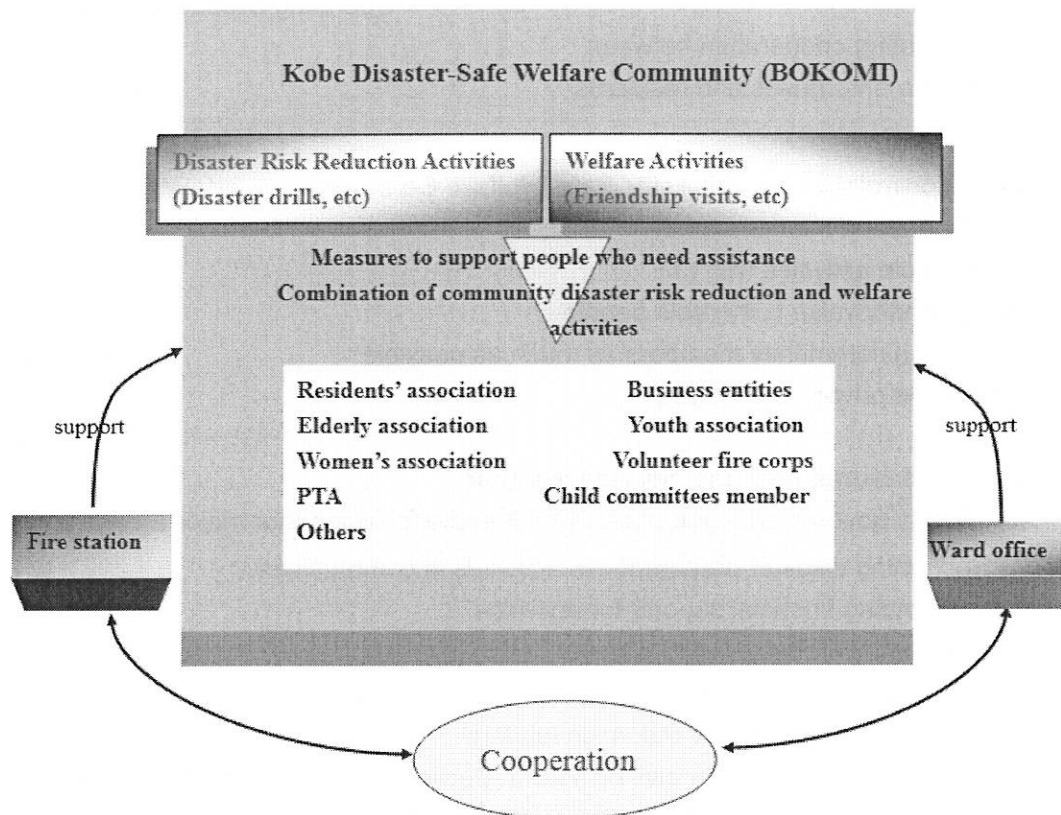 Kobe Disaster-Safe Welfare Community (BOKOMI)
Disaster Risk Reduction Activities
(Disaster drills, etc)
Welfare Activities
(Friendship visits, etc)
Measures to support people who need assistance
Combination of community disaster risk reduction and welfare
activities
Residents' association
Elderly association
Women's association
PTA
Others
Business entities
Youth association
Volunteer fire corps
Child committees member
support
support
Fire station
Ward office
Cooperation